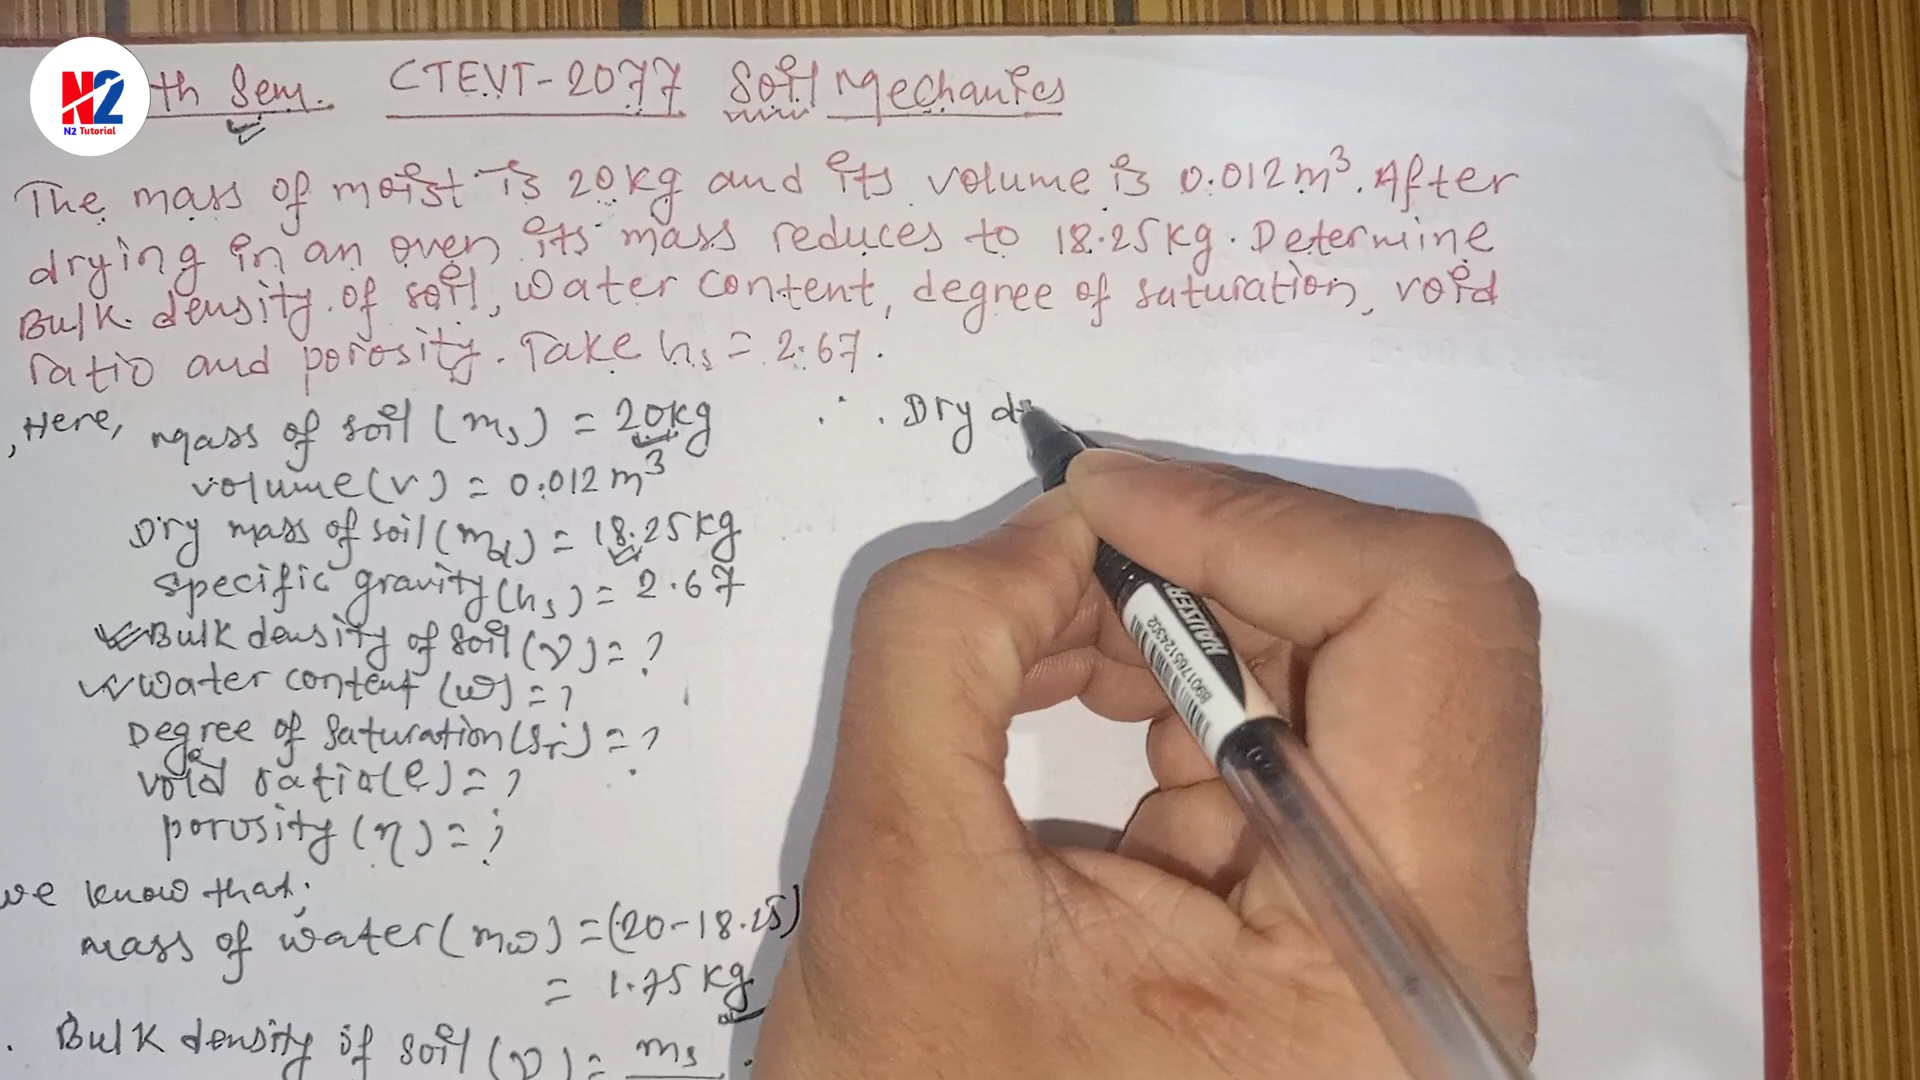 N2
N2 Tutorial
th Sem. CTEVT-2077 Soil Mechanics
The mass of moist is 20kg and its volume is 0.012m³. After
drying in an oven its mass reduces to 18.25kg. Determine
Bulk density of soil, water content, degree of saturation, void
ratio and porosity. Take hs = 2.67.
, Here, mass of soil (ms) = 20kg
volume (v) = 0.012 m³
Dry mass of soil (md) = 18.25kg
specific gravity (hs) = 2.67
Bulk density of soil (γ) = ?
water content (w) = ?
Degree of saturation (Sr) = ?
void ratio (e) = ?
porosity (η) = ?
we know that;
mass of water (mw) = (20-18.25)
= 1.75 kg
. Bulk density of soil (γ) = ms
∴ Dry de
HAUSER
8901765124302